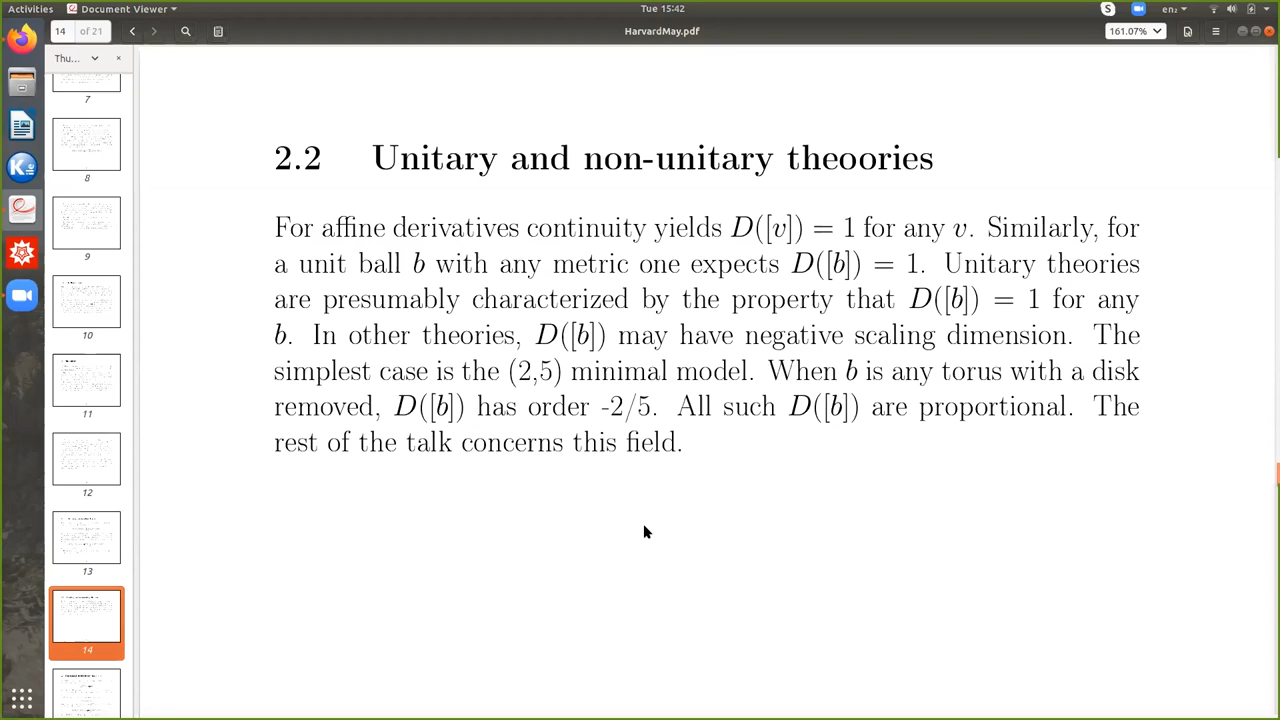 Activities Document Viewer Tue 15:42 en₂
14 of 21 HarvardMay.pdf 161.07%
Thu...
7
8
9
10
11
12
13
14
2.2 Unitary and non-unitary theoories
For affine derivatives continuity yields D([v]) = 1 for any v. Similarly, for
a unit ball b with any metric one expects D([b]) = 1. Unitary theories
are presumably characterized by the property that D([b]) = 1 for any
b. In other theories, D([b]) may have negative scaling dimension. The
simplest case is the (2,5) minimal model. When b is any torus with a disk
removed, D([b]) has order -2/5. All such D([b]) are proportional. The
rest of the talk concerns this field.